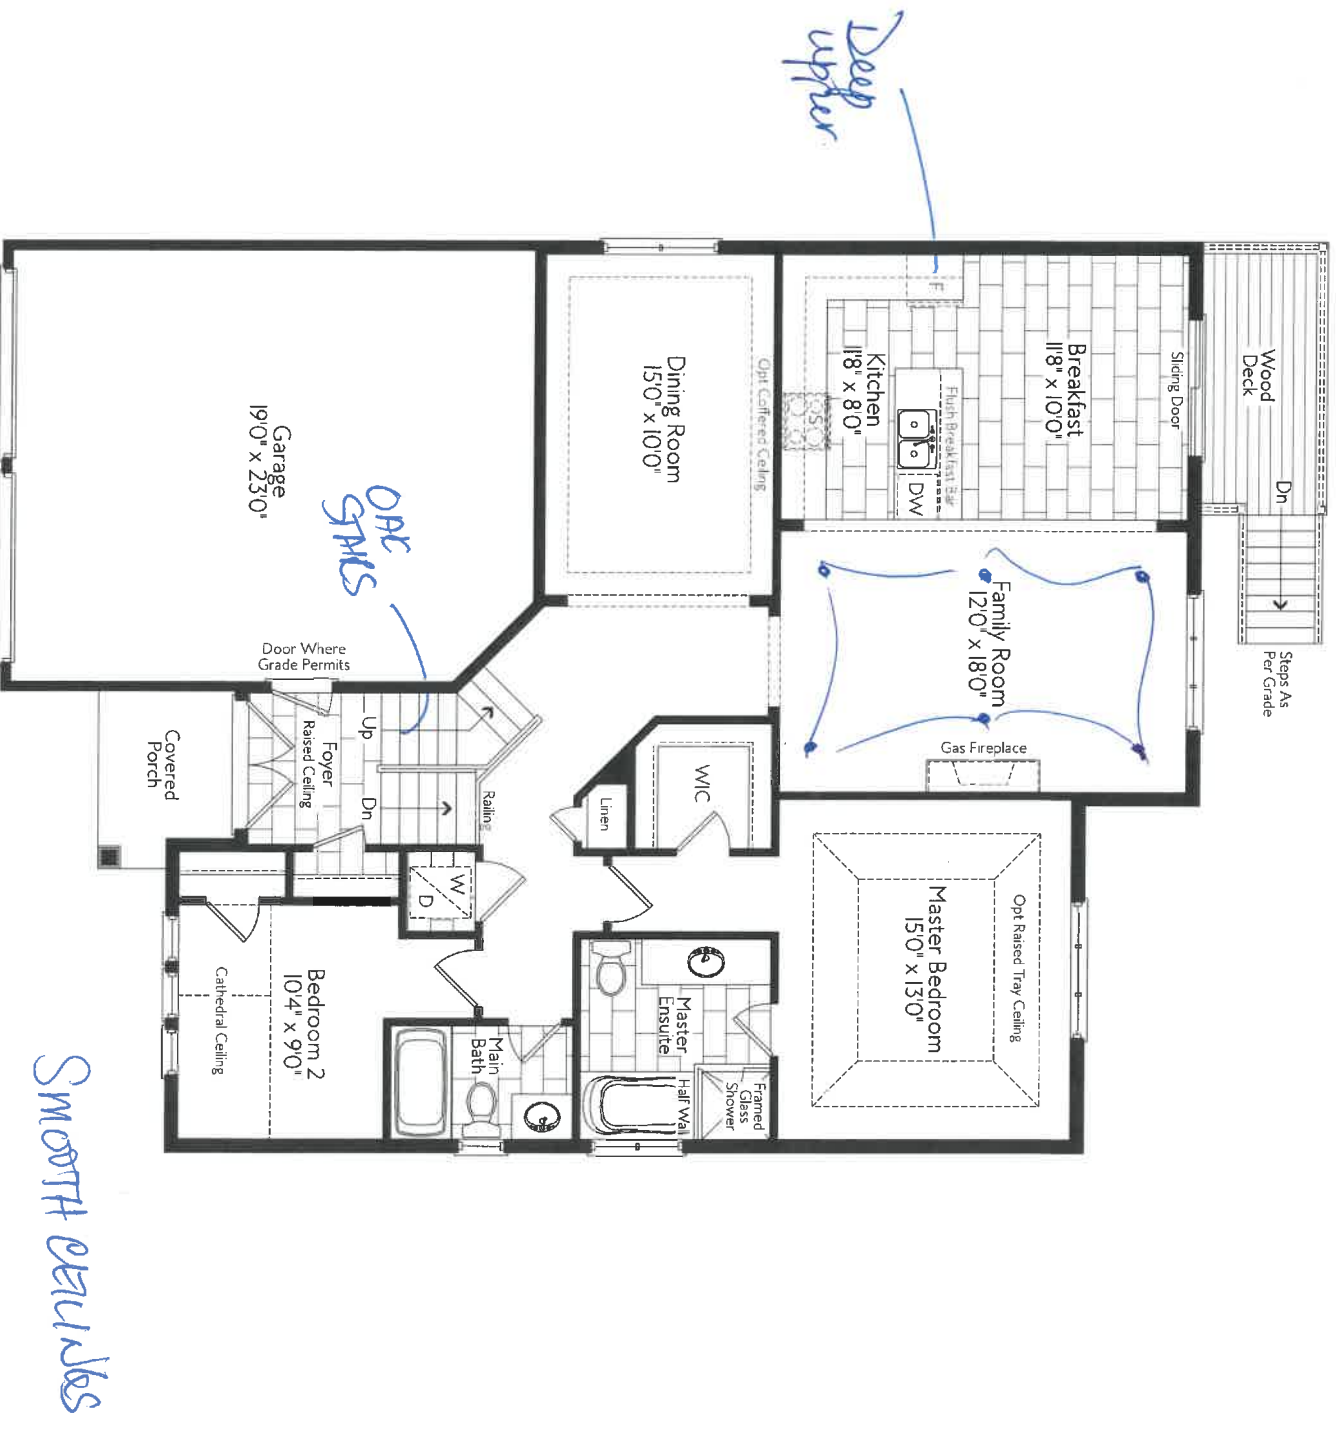 Deep
upper
Wood
Deck
Dn
Steps As
Per Grade
Sliding Door
Breakfast
11'8" x 10'0"
Flush Breakfast Bar
Kitchen
11'8" x 8'0"
F
S
DW
Opt Coffered Ceiling
Dining Room
15'0" x 10'0"
Garage
19'0" x 23'0"
OAK
STAIRS
Door Where
Grade Permits
Family Room
12'0" x 18'0"
Gas Fireplace
WIC
Linen
Railing
Up
Dn
Foyer
Raised Ceiling
Covered
Porch
W
D
Opt Raised Tray Ceiling
Master Bedroom
15'0" x 13'0"
Master
Ensuite
Framed
Glass
Shower
Half Wall
Main
Bath
Bedroom 2
10'4" x 9'0"
Cathedral Ceiling
SMOOTH CEILINGS